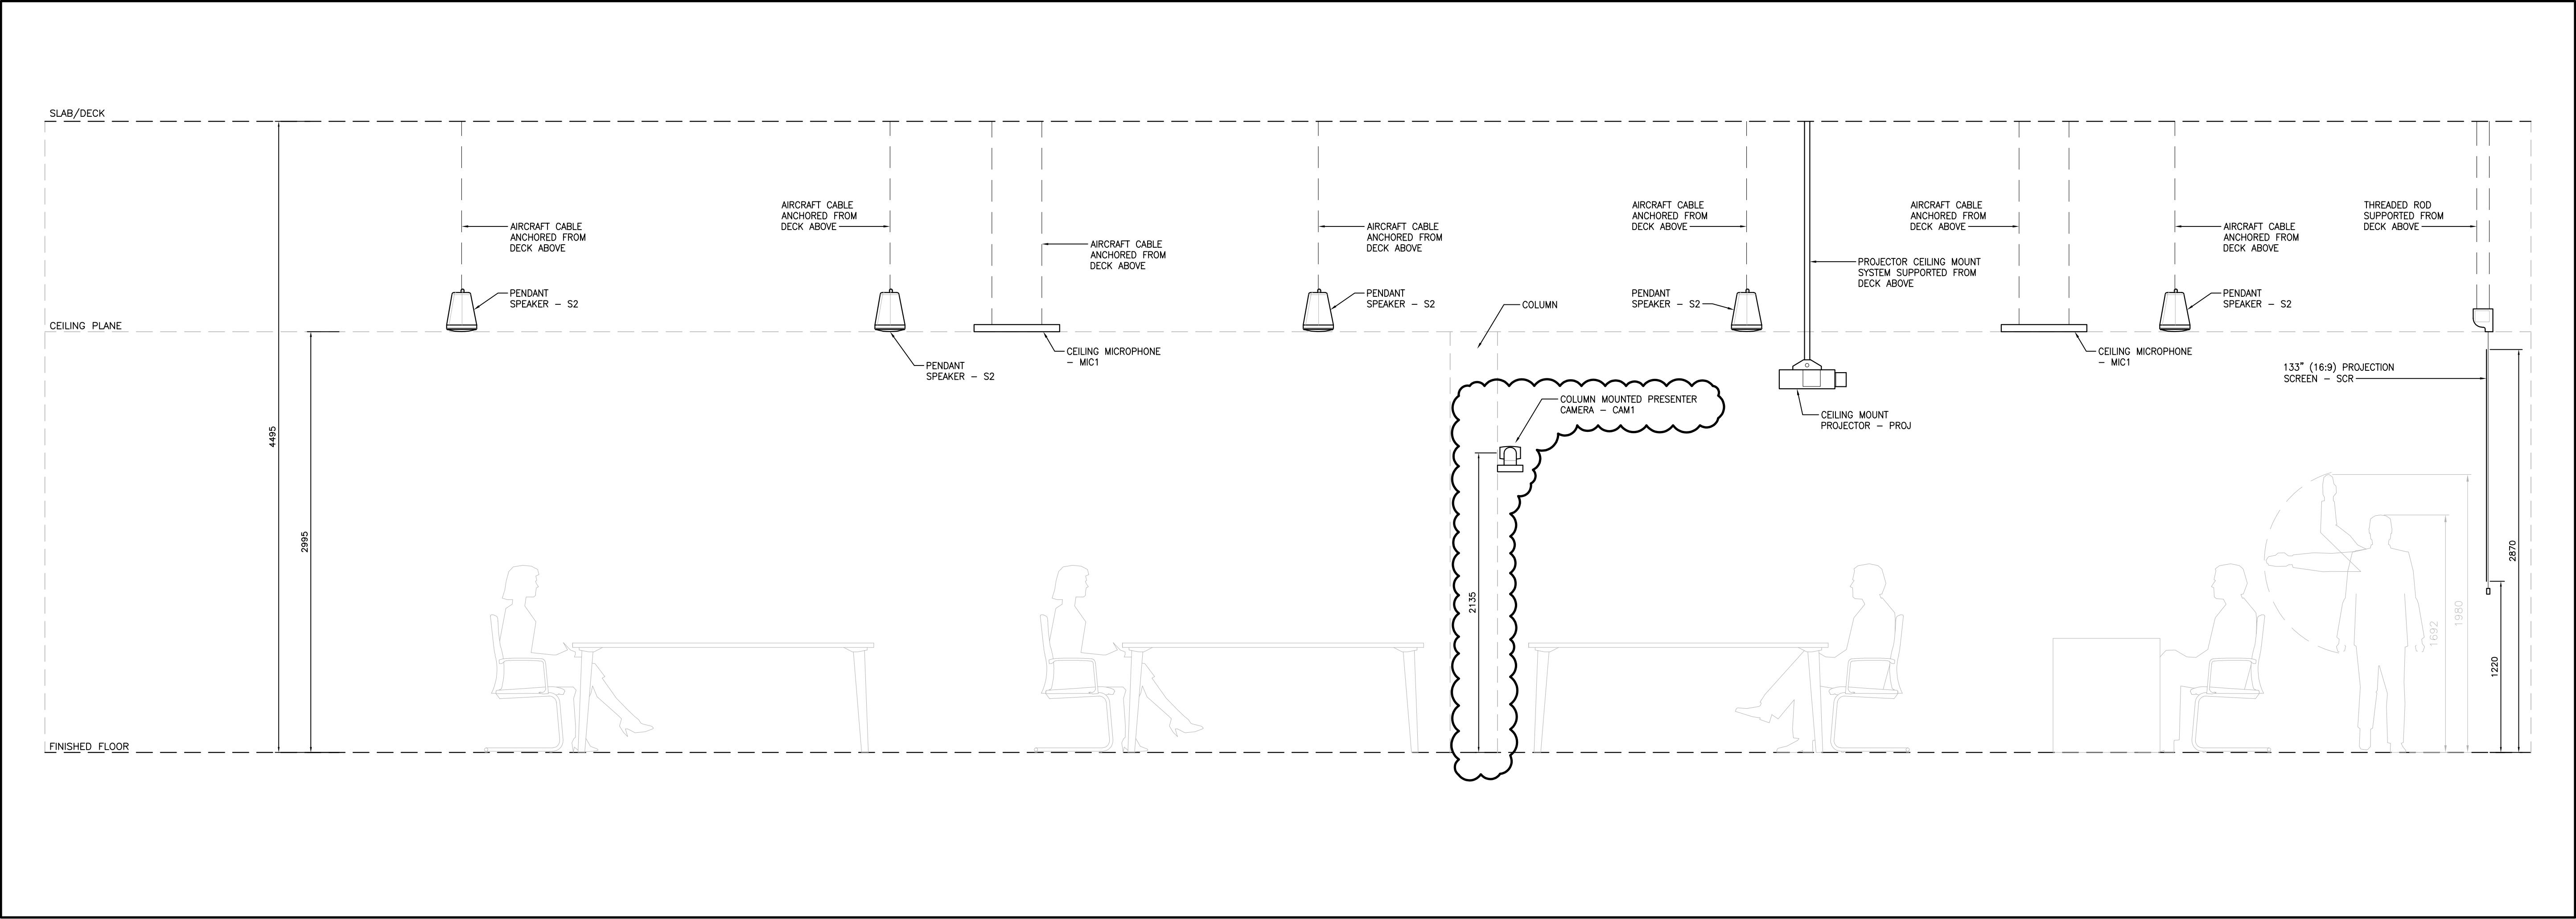 SLAB/DECK
AIRCRAFT CABLE
ANCHORED FROM
DECK ABOVE
AIRCRAFT CABLE
ANCHORED FROM
DECK ABOVE
AIRCRAFT CABLE
ANCHORED FROM
DECK ABOVE
AIRCRAFT CABLE
ANCHORED FROM
DECK ABOVE
AIRCRAFT CABLE
ANCHORED FROM
DECK ABOVE
AIRCRAFT CABLE
ANCHORED FROM
DECK ABOVE
AIRCRAFT CABLE
ANCHORED FROM
DECK ABOVE
THREADED ROD
SUPPORTED FROM
DECK ABOVE
PROJECTOR CEILING MOUNT
SYSTEM SUPPORTED FROM
DECK ABOVE
PENDANT
SPEAKER – S2
PENDANT
SPEAKER – S2
PENDANT
SPEAKER – S2
PENDANT
SPEAKER – S2
COLUMN
CEILING PLANE
PENDANT
SPEAKER – S2
CEILING MICROPHONE
– MIC1
CEILING MICROPHONE
– MIC1
133" (16:9) PROJECTION
SCREEN – SCR
COLUMN MOUNTED PRESENTER
CAMERA – CAM1
CEILING MOUNT
PROJECTOR – PROJ
4495
2995
2135
1692
1980
1220
2870
FINISHED FLOOR